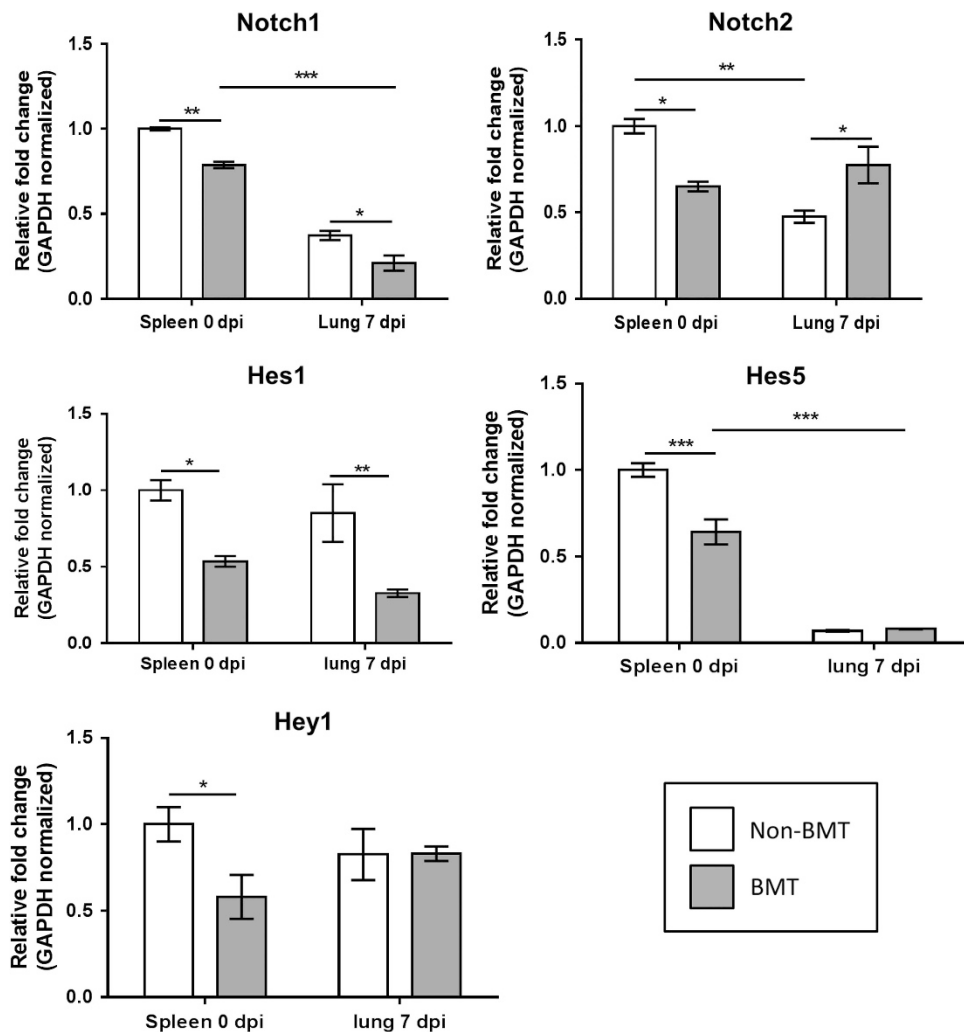 Notch1
Relative fold change
(GAPDH normalized)
1.5
1.0
0.5
0.0
**
***
*
Spleen 0 dpi
Lung 7 dpi
Notch2
Relative fold change
(GAPDH normalized)
1.5
1.0
0.5
0.0
**
*
*
Spleen 0 dpi
Lung 7 dpi
Hes1
Relative fold change
(GAPDH normalized)
1.5
1.0
0.5
0.0
*
**
Spleen 0 dpi
lung 7 dpi
Hes5
Relative fold change
(GAPDH normalized)
1.5
1.0
0.5
0.0
***
***
Spleen 0 dpi
lung 7 dpi
Hey1
Relative fold change
(GAPDH normalized)
1.5
1.0
0.5
0.0
*
Spleen 0 dpi
lung 7 dpi
Non-BMT
BMT